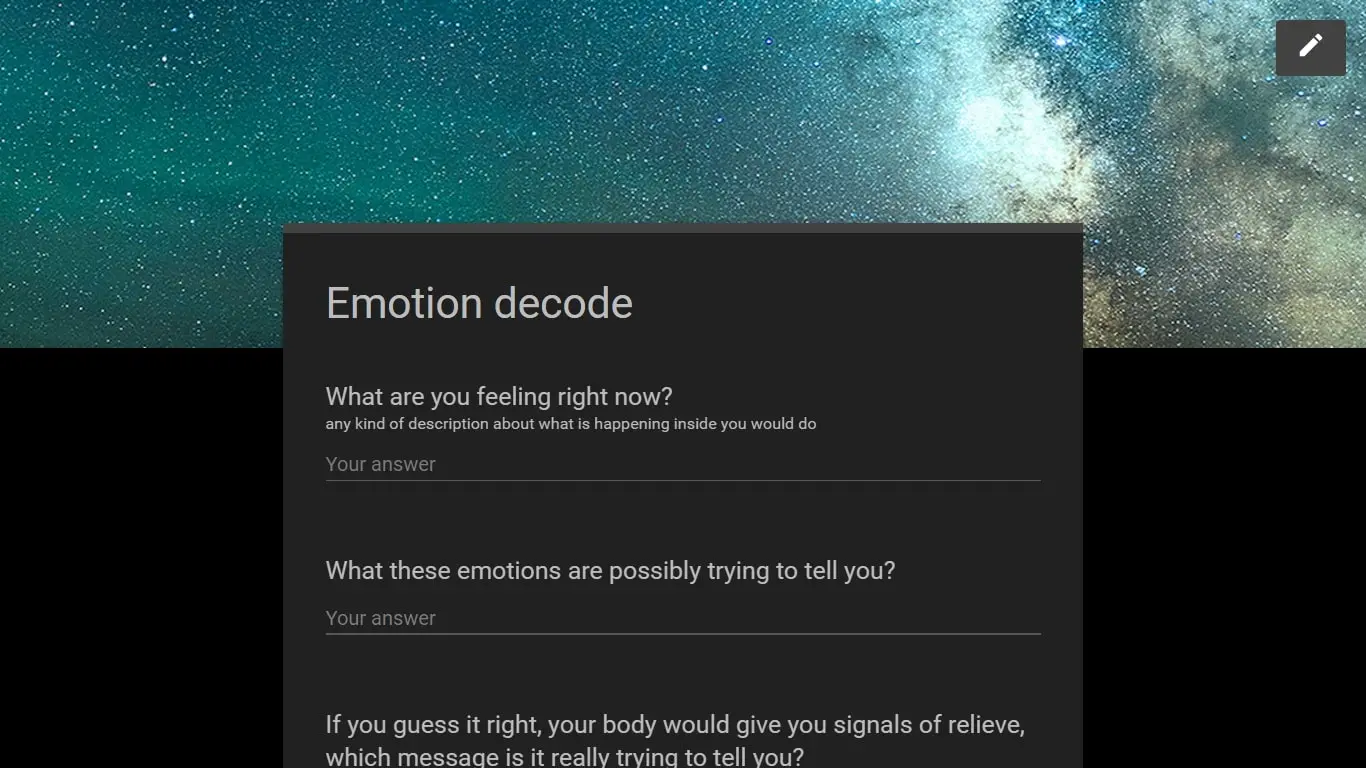 Emotion decode
What are you feeling right now?
any kind of description about what is happening inside you would do
Your answer
What these emotions are possibly trying to tell you?
Your answer
If you guess it right, your body would give you signals of relieve,
which message is it really trying to tell you?